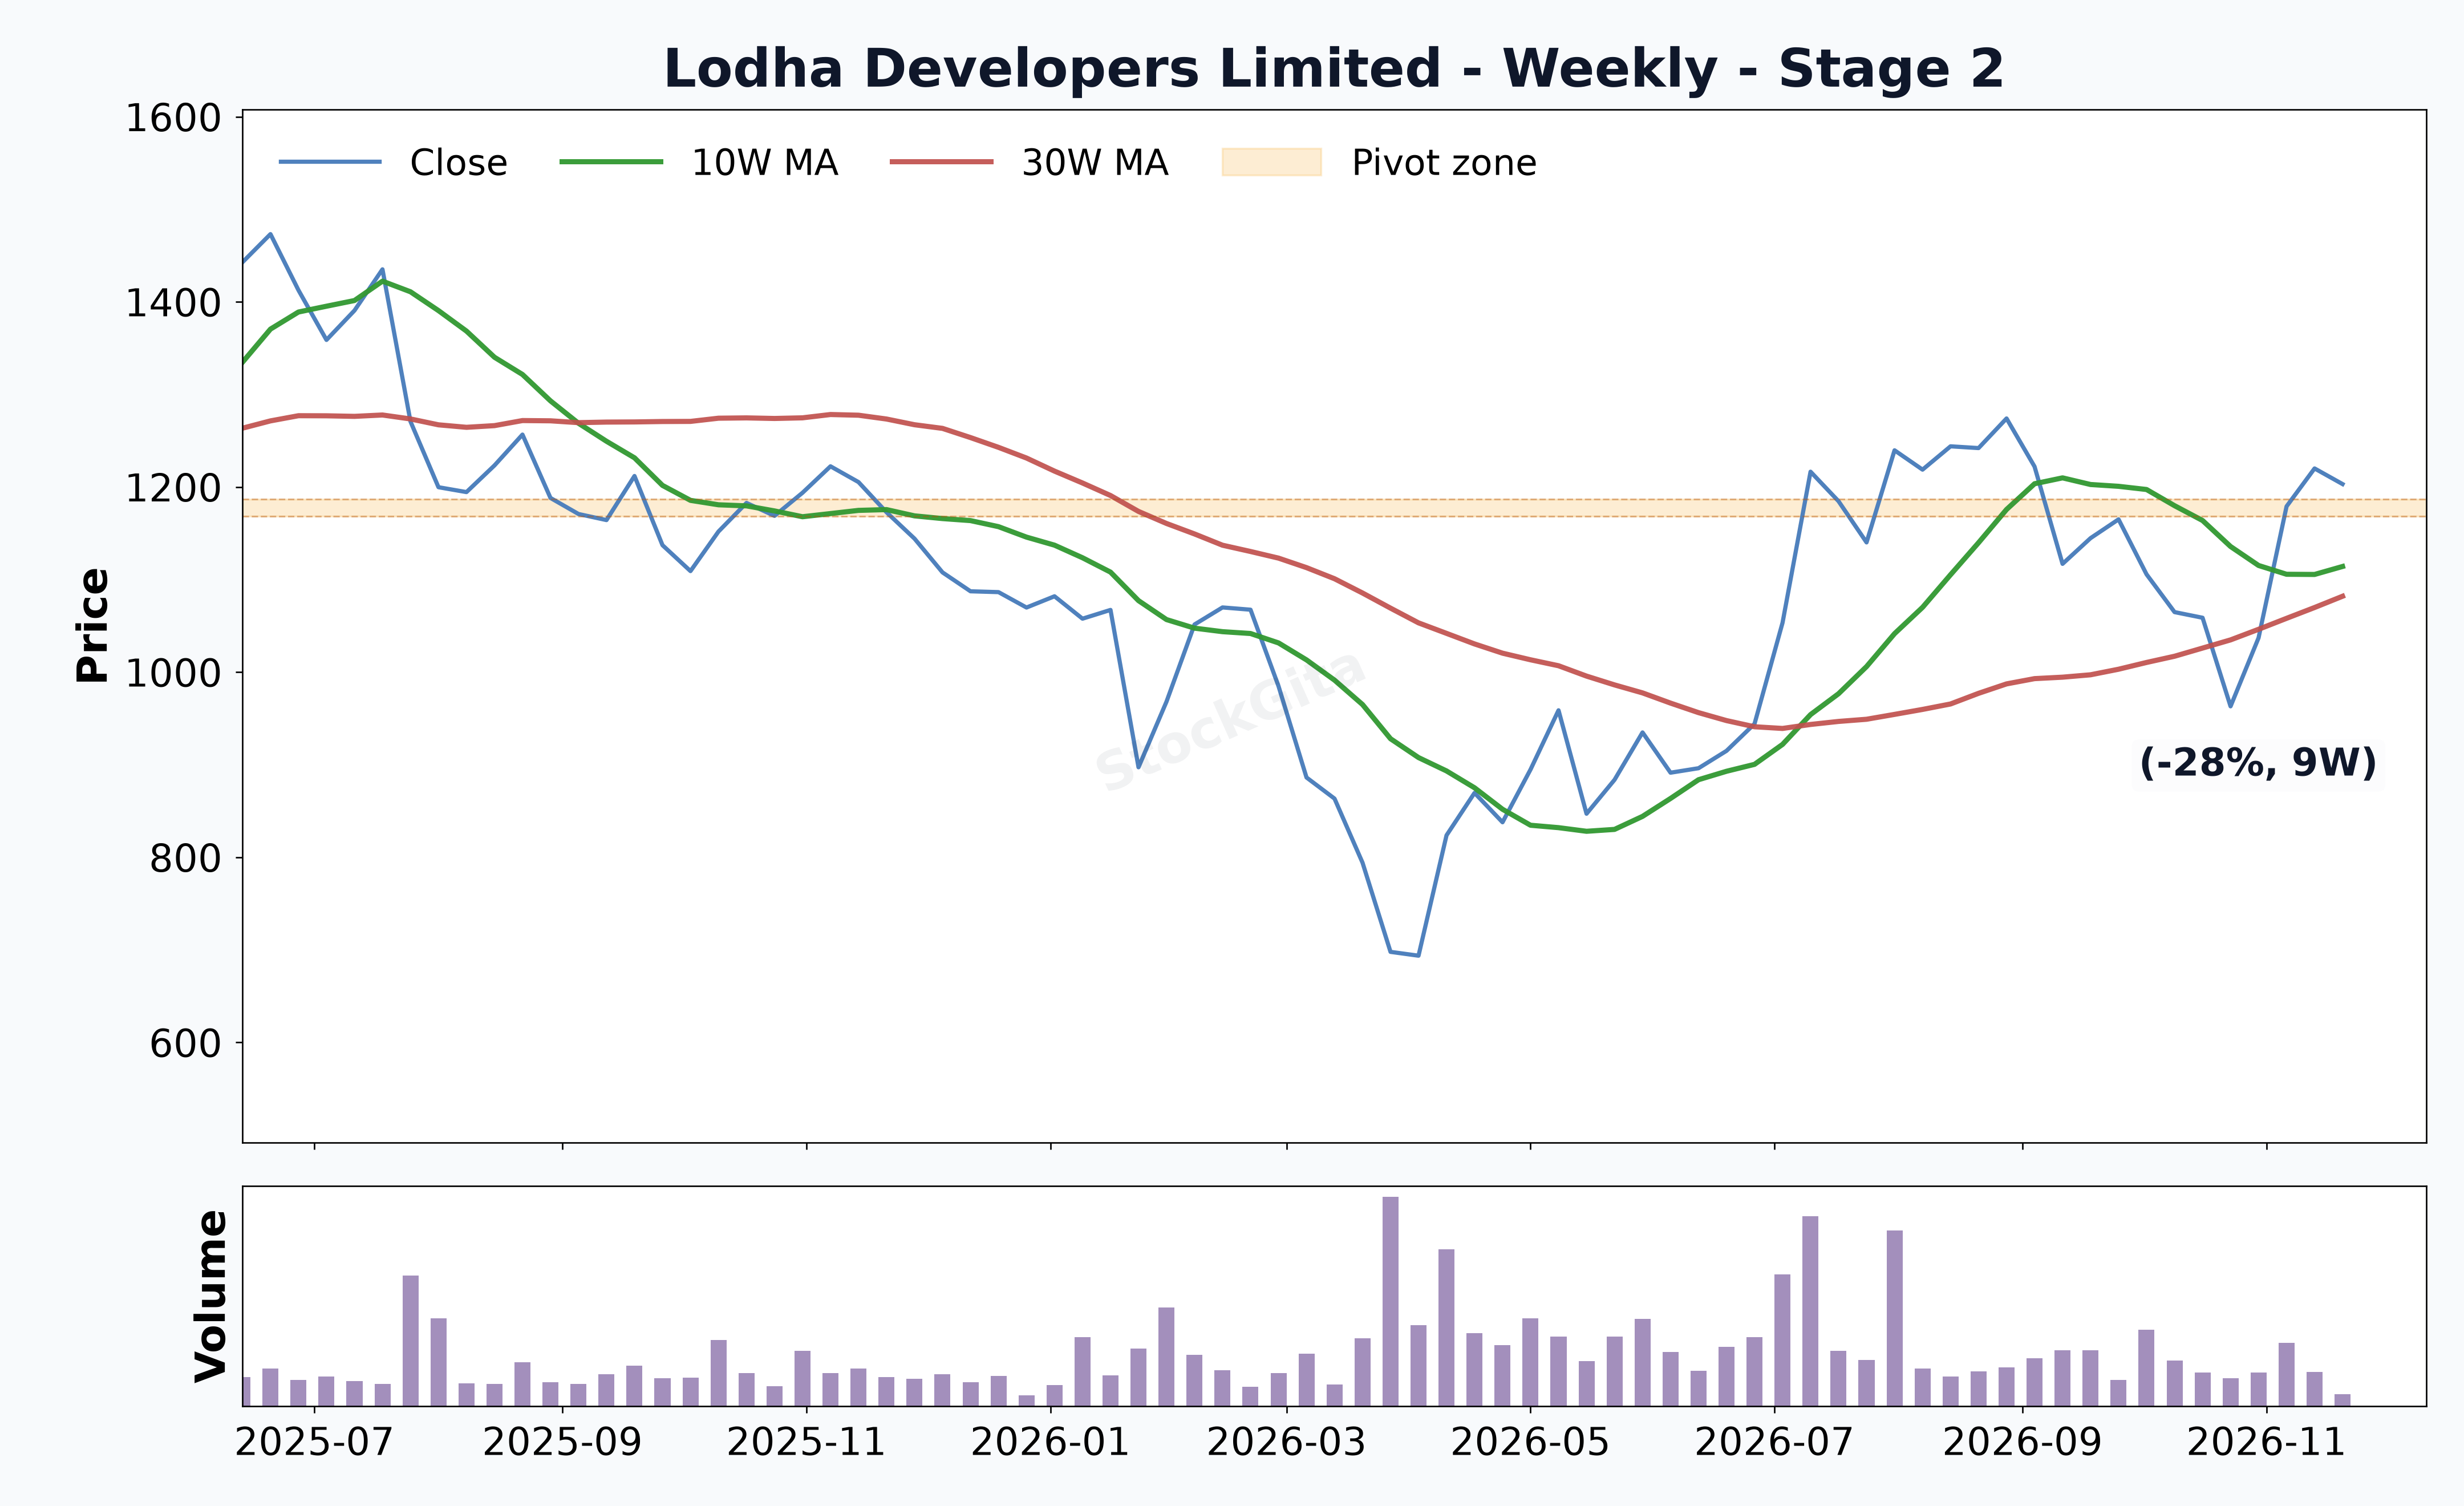 Lodha Developers Limited - Weekly - Stage 2
Close 10W MA 30W MA Pivot zone
Price
1600
1400
1200
1000
800
600
StockGita
(-28%, 9W)
Volume
2025-07 2025-09 2025-11 2026-01 2026-03 2026-05 2026-07 2026-09 2026-11